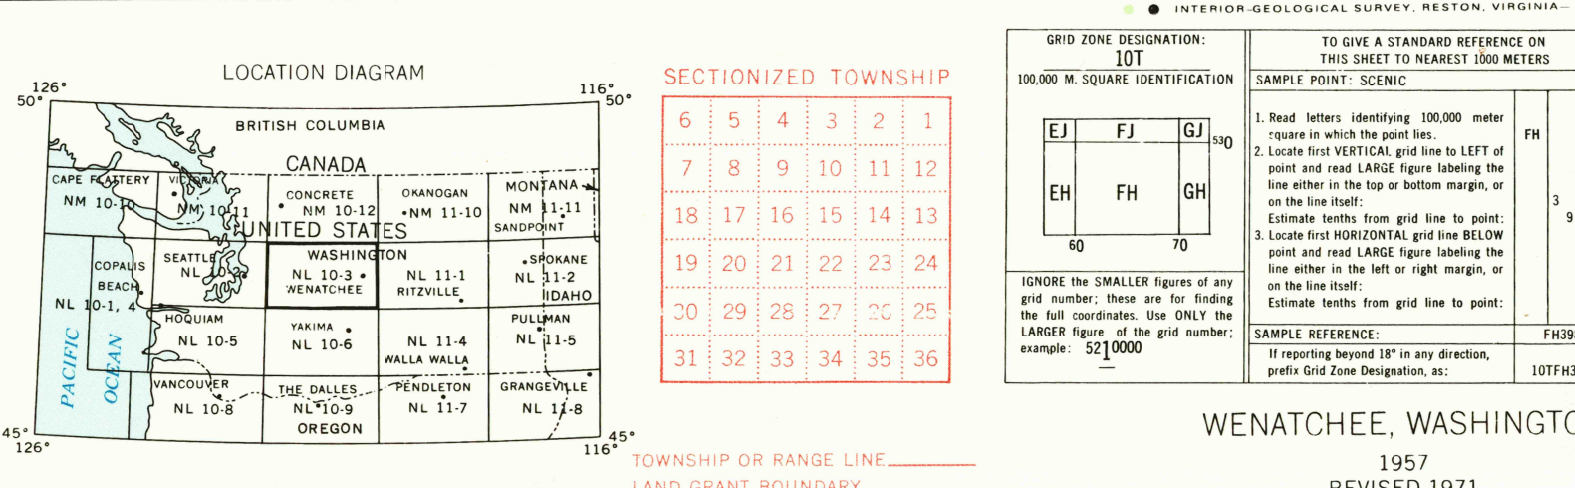 INTERIOR-GEOLOGICAL SURVEY, RESTON, VIRGINIA—
LOCATION DIAGRAM
126°
116°
50°
50°
BRITISH COLUMBIA
CANADA
CAPE FLATTERY
NM 10-10
VICTORIA
NM 10-11
CONCRETE
NM 10-12
OKANOGAN
NM 11-10
MONTANA
NM 11-11
SANDPOINT
UNITED STATES
COPALIS
BEACH
NL 10-1, 4
SEATTLE
NL 10-2
WASHINGTON
NL 10-3
WENATCHEE
NL 11-1
RITZVILLE
SPOKANE
NL 11-2
IDAHO
HOQUIAM
NL 10-5
YAKIMA
NL 10-6
NL 11-4
WALLA WALLA
PULLMAN
NL 11-5
PACIFIC
OCEAN
VANCOUVER
NL 10-8
THE DALLES
NL 10-9
OREGON
PENDLETON
NL 11-7
GRANGEVILLE
NL 11-8
45°
45°
126°
116°
SECTIONIZED TOWNSHIP
6 5 4 3 2 1
7 8 9 10 11 12
18 17 16 15 14 13
19 20 21 22 23 24
30 29 28 27 26 25
31 32 33 34 35 36
TOWNSHIP OR RANGE LINE
LAND GRANT BOUNDARY
GRID ZONE DESIGNATION:
10T
100,000 M. SQUARE IDENTIFICATION
EJ FJ GJ
530
EH FH GH
60 70
IGNORE the SMALLER figures of any
grid number; these are for finding
the full coordinates. Use ONLY the
LARGER figure of the grid number;
example: 5210000
TO GIVE A STANDARD REFERENCE ON
THIS SHEET TO NEAREST 1000 METERS
SAMPLE POINT: SCENIC
1. Read letters identifying 100,000 meter
square in which the point lies.
FH
2. Locate first VERTICAL grid line to LEFT of
point and read LARGE figure labeling the
line either in the top or bottom margin, or
on the line itself:
3
Estimate tenths from grid line to point:
9
3. Locate first HORIZONTAL grid line BELOW
point and read LARGE figure labeling the
line either in the left or right margin, or
on the line itself:
Estimate tenths from grid line to point:
SAMPLE REFERENCE:
If reporting beyond 18° in any direction,
prefix Grid Zone Designation, as:
10TFH3
WENATCHEE, WASHINGTO
1957
REVISED 1971